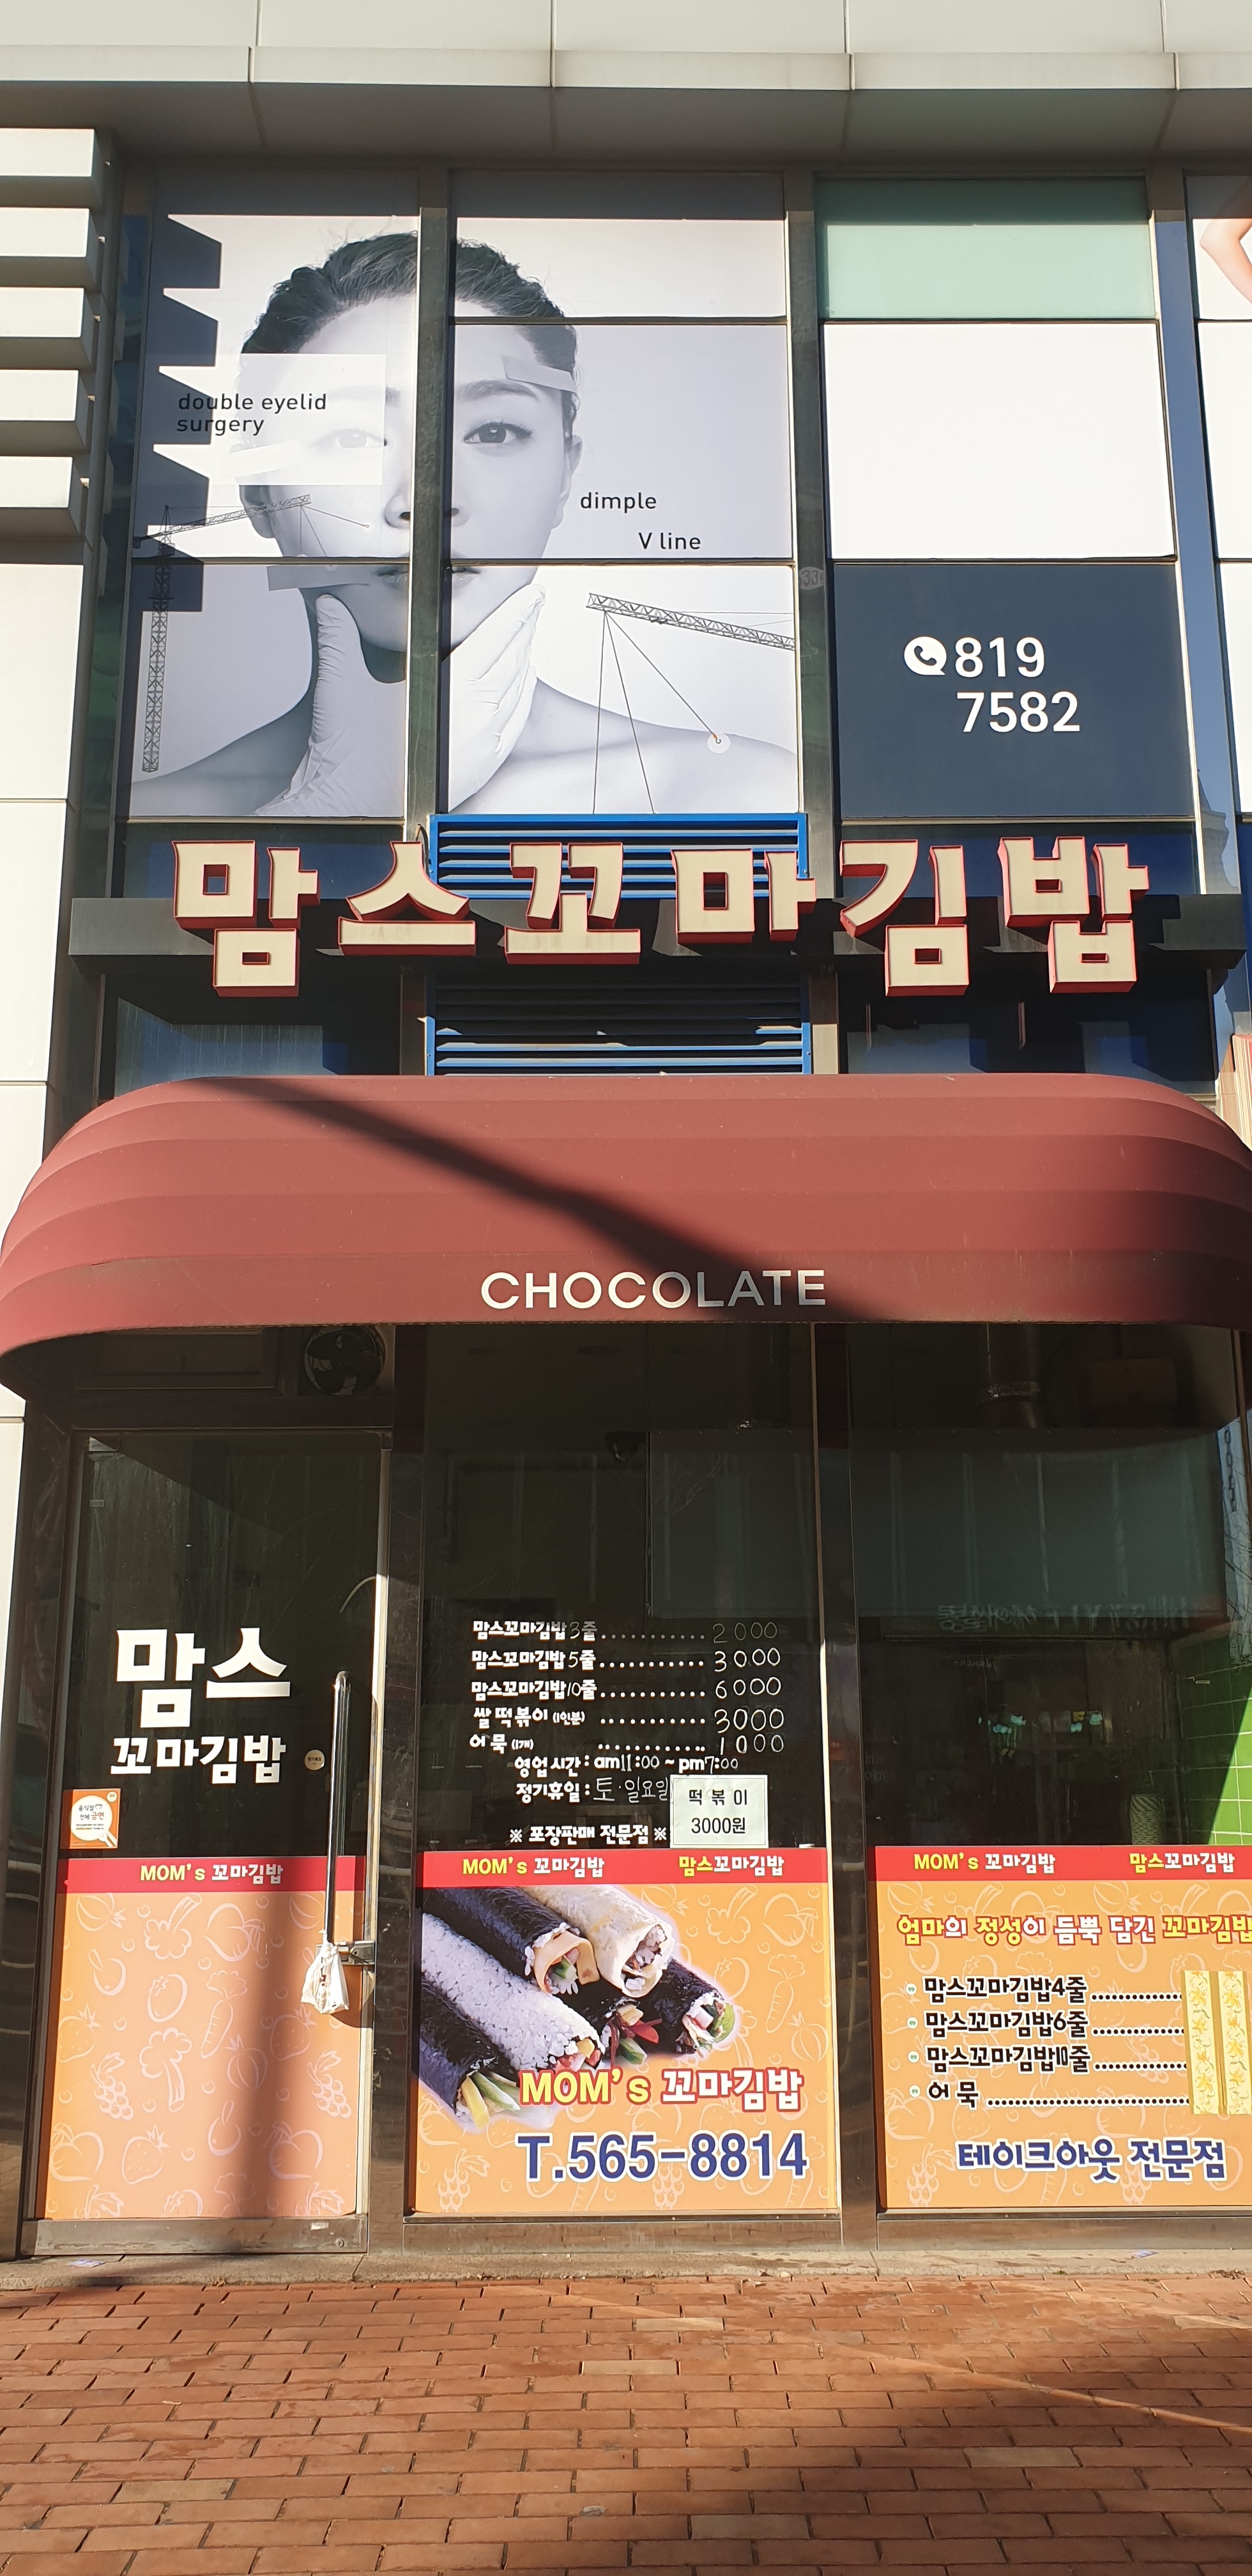 double eyelid
surgery
dimple
V line
819
7582
맘스꼬마김밥
CHOCOLATE
맘스
꼬마김밥
맘스꼬마김밥3줄...........2000
맘스꼬마김밥5줄...........3000
맘스꼬마김밥10줄...........6000
쌀떡볶이(1인분)...........3000
어묵(1개)...........1000
영업시간:am11:00~pm7:00
정기휴일:토·일요일
※ 포장판매 전문점 ※
떡 볶 이
3000원
금연
MOM's 꼬마김밥
MOM's 꼬마김밥 맘스꼬마김밥
MOM's 꼬마김밥
T.565-8814
MOM's 꼬마김밥 맘스꼬마김밥
엄마의 정성이 듬뿍 담긴 꼬마김밥
맘스꼬마김밥4줄
맘스꼬마김밥6줄
맘스꼬마김밥10줄
어 묵
테이크아웃 전문점